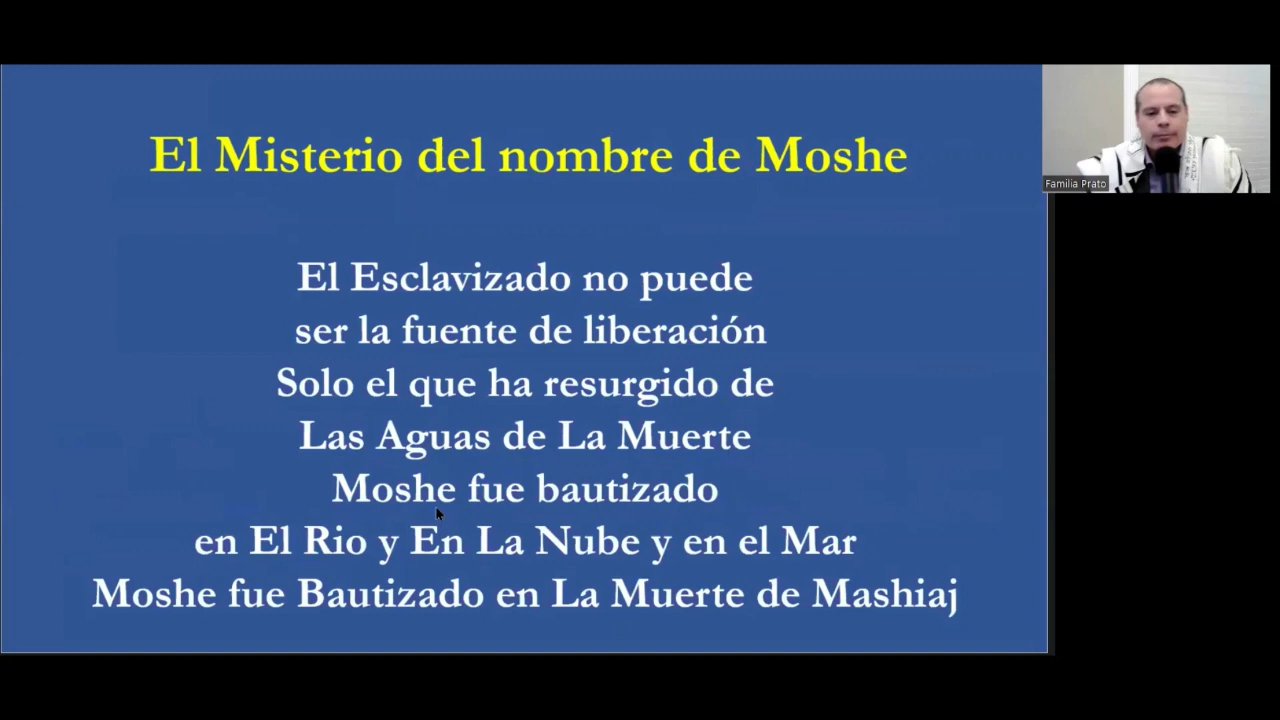 El Misterio del nombre de Moshe
El Esclavizado no puede
ser la fuente de liberación
Solo el que ha resurgido de
Las Aguas de La Muerte
Moshe fue bautizado
en El Rio y En La Nube y en el Mar
Moshe fue Bautizado en La Muerte de Mashiaj
Familia Prato